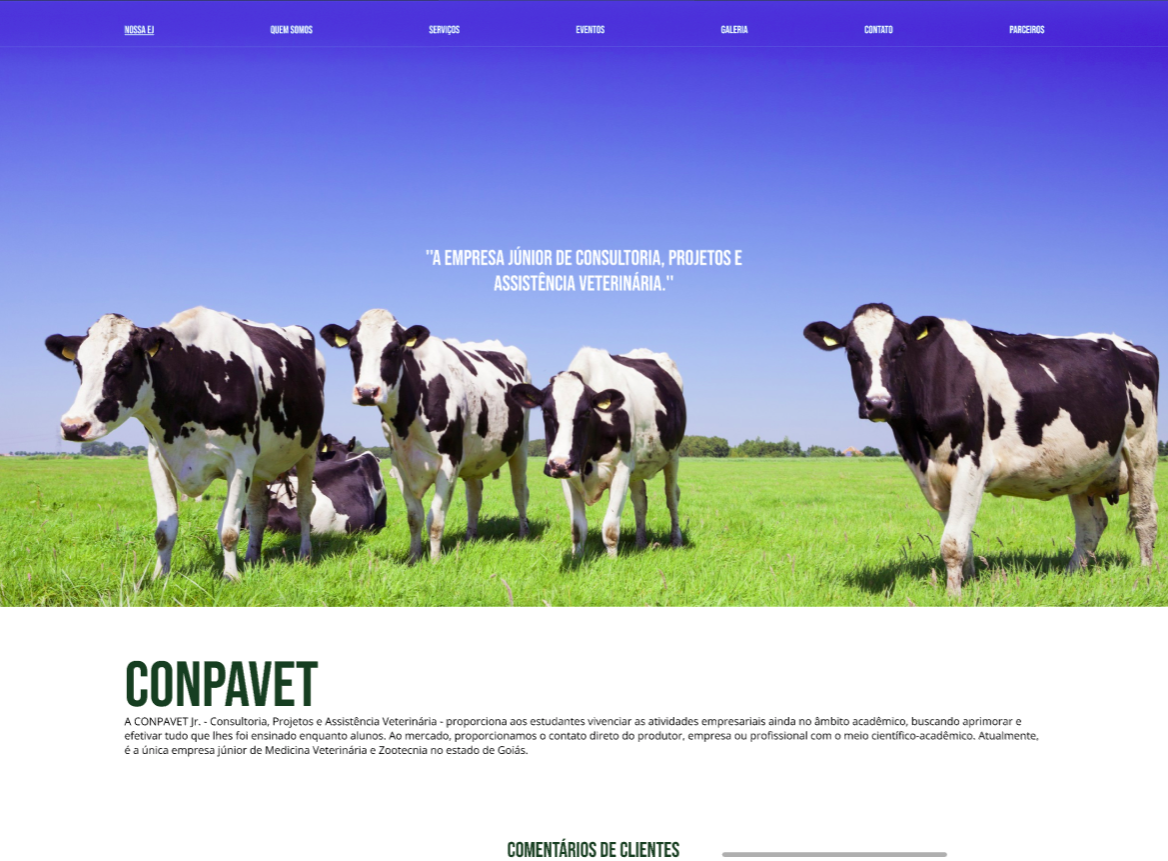 NOSSA EJ
QUEM SOMOS
SERVIÇOS
EVENTOS
GALERIA
CONTATO
PARCEIROS
"A EMPRESA JÚNIOR DE CONSULTORIA, PROJETOS E
ASSISTÊNCIA VETERINÁRIA."
CONPAVET
A CONPAVET Jr. - Consultoria, Projetos e Assistência Veterinária - proporciona aos estudantes vivenciar as atividades empresariais ainda no âmbito acadêmico, buscando aprimorar e
efetivar tudo que lhes foi ensinado enquanto alunos. Ao mercado, proporcionamos o contato direto do produtor, empresa ou profissional com o meio científico-acadêmico. Atualmente,
é a única empresa júnior de Medicina Veterinária e Zootecnia no estado de Goiás.
COMENTÁRIOS DE CLIENTES